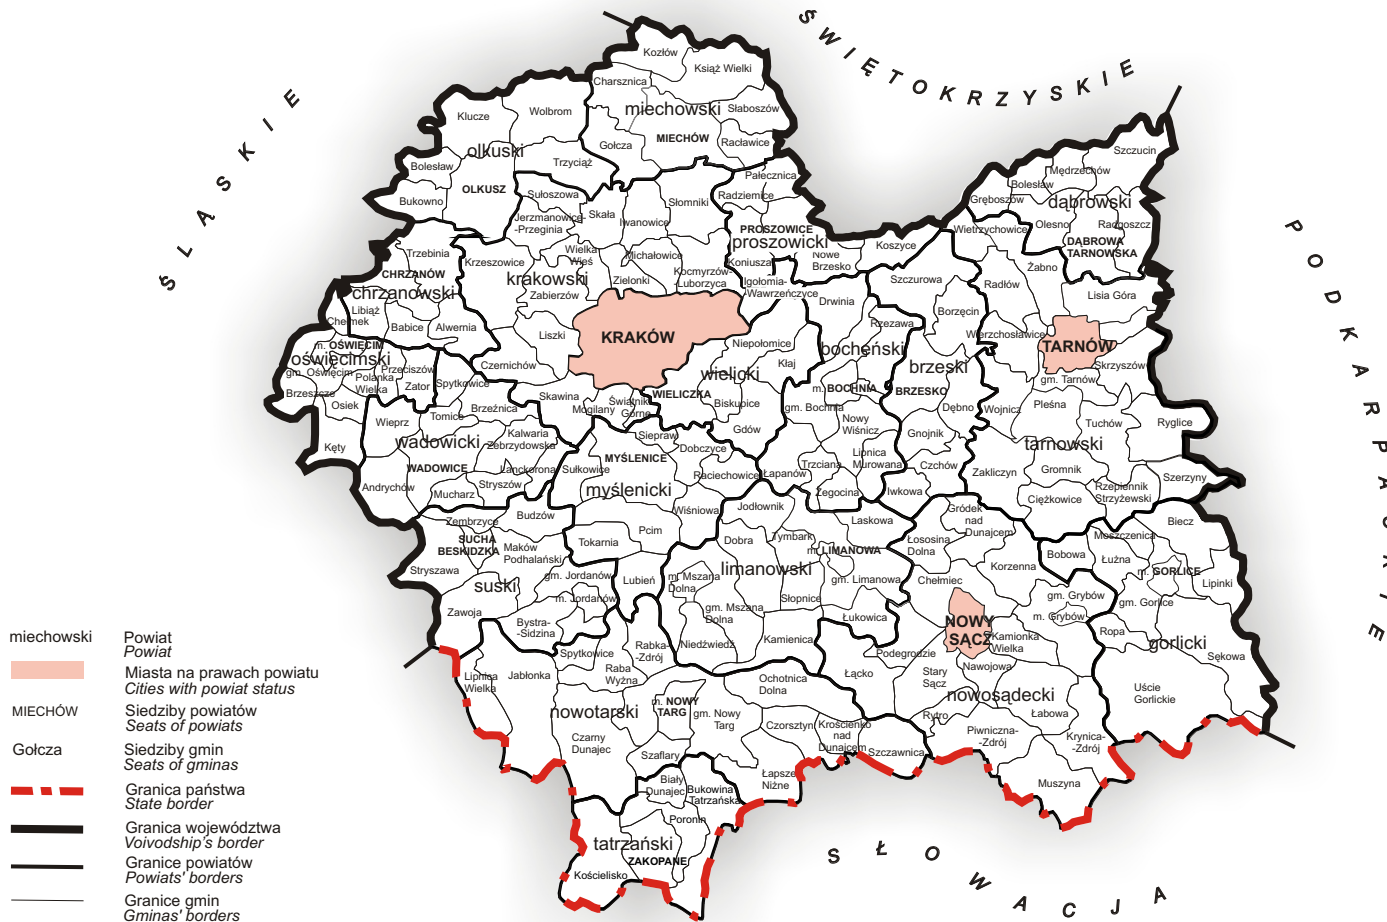 ŚLĄSKIE
ŚWIĘTOKRZYSKIE
PODKARPACKIE
SŁOWACJA
Kozłów
Książ Wielki
Charsznica
miechowski
Słaboszów
MIECHÓW
Racławice
Gołcza
Klucze
Wolbrom
olkuski
Trzyciąż
Bolesław
OLKUSZ
Bukowno
Sułoszowa
Jerzmanowice-
-Przeginia
Skała
Iwanowice
Słomniki
Wielka
Wieś
Michałowice
Krzeszowice
krakowski
Zabierzów
Zielonki
Kocmyrzów-
Luborzyca
Igołomia-
-Wawrzeńczyce
Liszki
Czernichów
KRAKÓW
Skawina
Mogilany
Świątniki
Górne
Pałecznica
Radziemice
PROSZOWICE
proszowicki
Koniusza
Nowe
Brzesko
Koszyce
Szczucin
Mędrzechów
Bolesław
Gręboszów
dąbrowski
Olesno
Radgoszcz
DĄBROWA
TARNOWSKA
Trzebinia
CHRZANÓW
chrzanowski
Libiąż
Babice
Alwernia
Chełmek
m. OŚWIĘCIM
oświęcimski
gm. Oświęcim
Przeciszów
Polanka
Wielka
Zator
Brzeszcze
Osiek
Kęty
Spytkowice
Wieprz
Tomice
Brzeźnica
wadowicki
Kalwaria
Zebrzydowska
WADOWICE
Lanckorona
Stryszów
Andrychów
Mucharz
Niepołomice
Kłaj
wielicki
WIELICZKA
Biskupice
Gdów
Drwinia
Rzezawa
bocheński
m. BOCHNIA
gm. Bochnia
Nowy
Wiśnicz
Lipnica
Murowana
Trzciana
Łapanów
Żegocina
Szczurowa
Borzęcin
brzeski
BRZESKO
Dębno
Gnojnik
Czchów
Iwkowa
Wietrzychowice
Żabno
Radłów
Lisia Góra
Wierzchosławice
TARNÓW
Skrzyszów
gm. Tarnów
Wojnicz
Pleśna
Tuchów
Ryglice
tarnowski
Zakliczyn
Gromnik
Rzepiennik
Strzyżewski
Szerzyny
Ciężkowice
Siepraw
Dobczyce
MYŚLENICE
Sułkowice
Raciechowice
myślenicki
Wiśniowa
Pcim
Tokarnia
Lubień
Zembrzyce
Budzów
SUCHA
BESKIDZKA
Maków
Podhalański
Stryszawa
suski
gm. Jordanów
m. Jordanów
Zawoja
Bystra-
-Sidzina
Jodłownik
Laskowa
Dobra
Tymbark
m. LIMANOWA
limanowski
gm. Limanowa
m. Mszana
Dolna
gm. Mszana
Dolna
Słopnice
Łukowica
Niedźwiedź
Kamienica
Gródek
nad
Dunajcem
Łososina
Dolna
Korzenna
Chełmiec
gm. Grybów
m. Grybów
NOWY
SĄCZ
Kamionka
Wielka
Podegrodzie
Nawojowa
Łącko
Stary
Sącz
nowosądecki
Łabowa
Rytro
Piwniczna-
-Zdrój
Krynica-
-Zdrój
Muszyna
Biecz
Moszczenica
Bobowa
Łużna
m. GORLICE
Lipinki
gm. Gorlice
Ropa
gorlicki
Sękowa
Uście
Gorlickie
Lipnica
Wielka
Jabłonka
Spytkowice
Rabka-
-Zdrój
Raba
Wyżna
Ochotnica
Dolna
nowotarski
m. NOWY
TARG
gm. Nowy
Targ
Czorsztyn
Krościenko
nad
Dunajcem
Szczawnica
Czarny
Dunajec
Szaflary
Łapsze
Niżne
Biały
Dunajec
Bukowina
Tatrzańska
Poronin
tatrzański
ZAKOPANE
Kościelisko
miechowski
Powiat
Powiat
Miasta na prawach powiatu
Cities with powiat status
MIECHÓW
Siedziby powiatów
Seats of powiats
Gołcza
Siedziby gmin
Seats of gminas
Granica państwa
State border
Granica województwa
Voivodship's border
Granice powiatów
Powiats' borders
Granice gmin
Gminas' borders